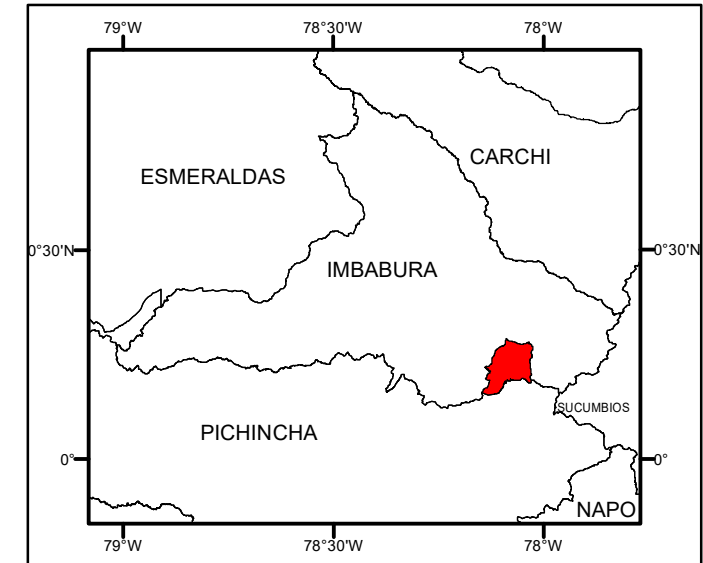 79°W 78°30'W 78°W
CARCHI
ESMERALDAS
0°30'N 0°30'N
IMBABURA
SUCUMBIOS
PICHINCHA
0° 0°
NAPO
79°W 78°30'W 78°W